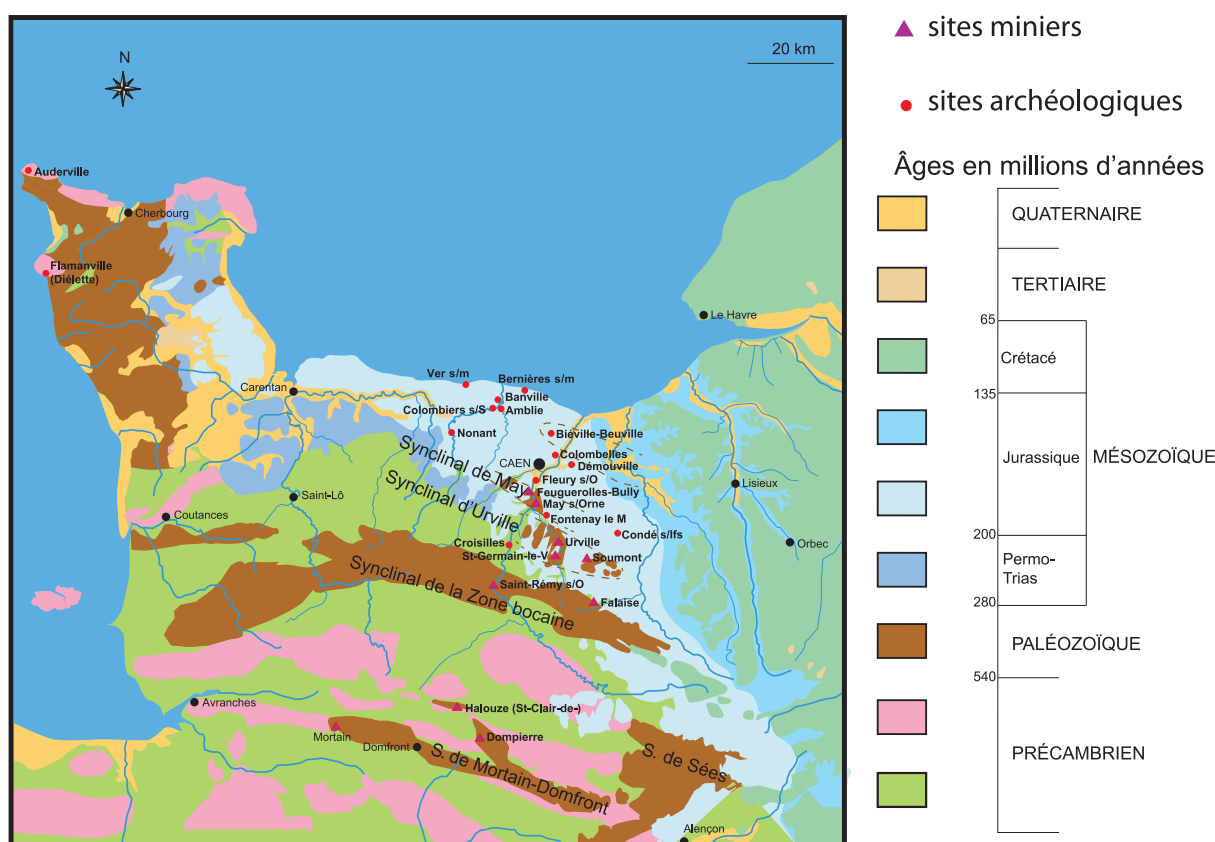 20 km
N
Auderville
Cherbourg
Flamanville
(Diélette)
Le Havre
Carentan
Ver s/m
Bernières s/m
Banville
Colombiers s/S
Amblie
Nonant
Biéville-Beuville
Colombelles
CAEN
Démouville
Synclinal de May
Fleury s/O
Feuguerolles-Bully
May s/Orne
Synclinal d'Urville
Fontenay le M
Lisieux
Saint-Lô
Coutances
Condé s/Ifs
Croisilles
Urville
Orbec
St-Germain-le-V
Soumont
Synclinal de la Zone bocaine
Saint-Rémy s/O
Falaise
Avranches
Halouze (St-Clair-de-)
Mortain
Domfront
Dompierre
S. de Mortain-Domfront
S. de Sées
Alençon
sites miniers
sites archéologiques
Âges en millions d'années
QUATERNAIRE
TERTIAIRE
65
Crétacé
135
Jurassique
MÉSOZOÏQUE
200
Permo-
Trias
280
PALÉOZOÏQUE
540
PRÉCAMBRIEN